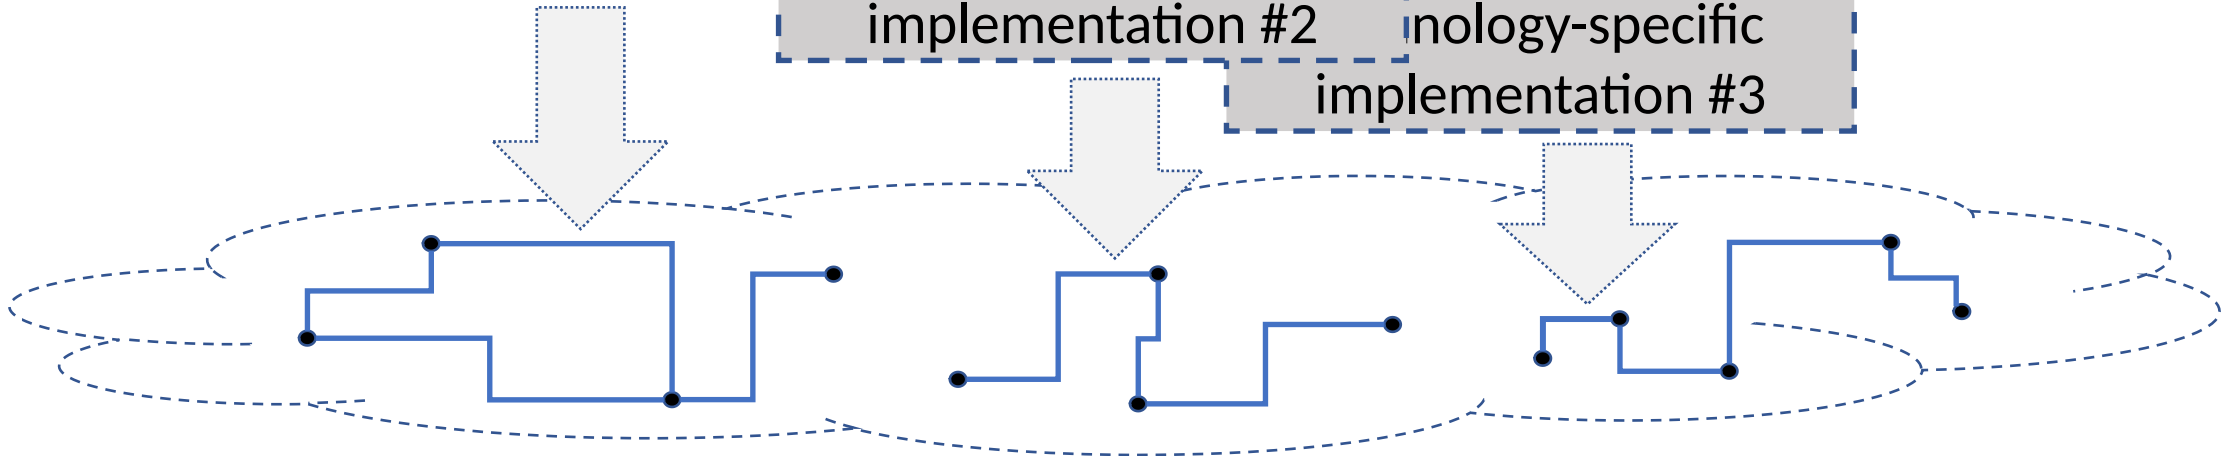 implementation #2
nology-specific
implementation #3